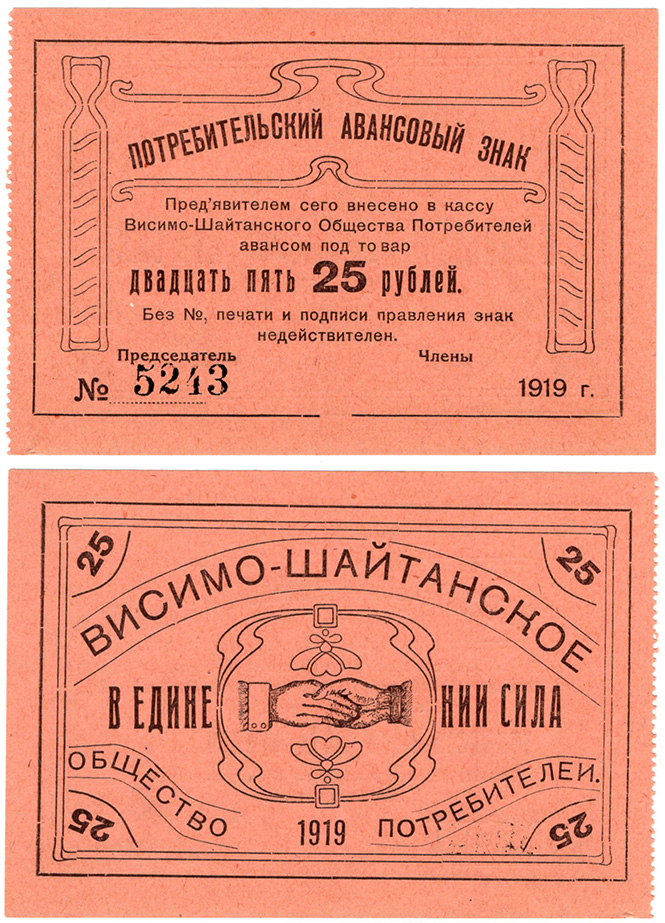 ПОТРЕБИТЕЛЬСКИЙ АВАНСОВЫЙ ЗНАК
Пред'явителем сего внесено в кассу
Висимо-Шайтанского Общества Потребителей
авансом под то вар
двадцать пять 25 рублей.
Без №, печати и подписи правления знак
недействителен.
Председатель Члены
№ 5243 1919 г.
25 25
ВИСИМО-ШАЙТАНСКОЕ
В ЕДИНЕ НИИ СИЛА
ОБЩЕСТВО ПОТРЕБИТЕЛЕЙ.
25 1919 25